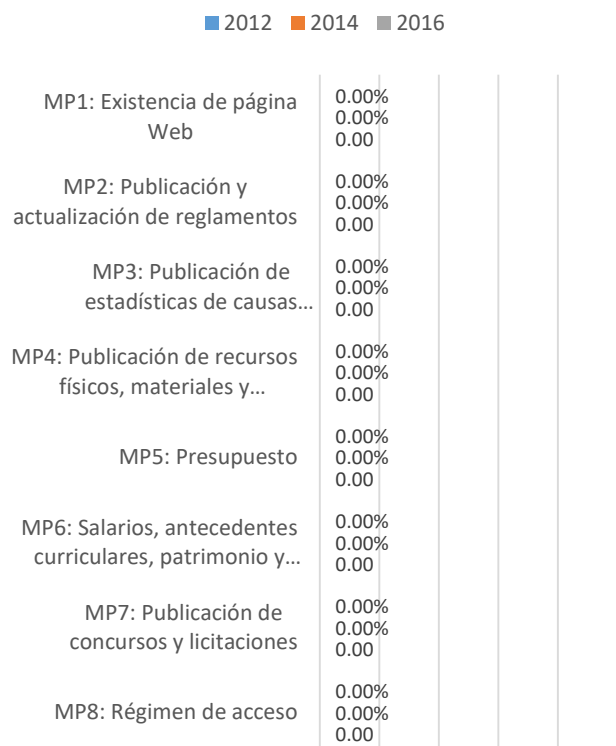 2012 2014 2016
MP1: Existencia de página
Web
0.00%
0.00%
0.00
MP2: Publicación y
actualización de reglamentos
0.00%
0.00%
0.00
MP3: Publicación de
estadísticas de causas...
0.00%
0.00%
0.00
MP4: Publicación de recursos
físicos, materiales y...
0.00%
0.00%
0.00
MP5: Presupuesto
0.00%
0.00%
0.00
MP6: Salarios, antecedentes
curriculares, patrimonio y...
0.00%
0.00%
0.00
MP7: Publicación de
concursos y licitaciones
0.00%
0.00%
0.00
MP8: Régimen de acceso
0.00%
0.00%
0.00